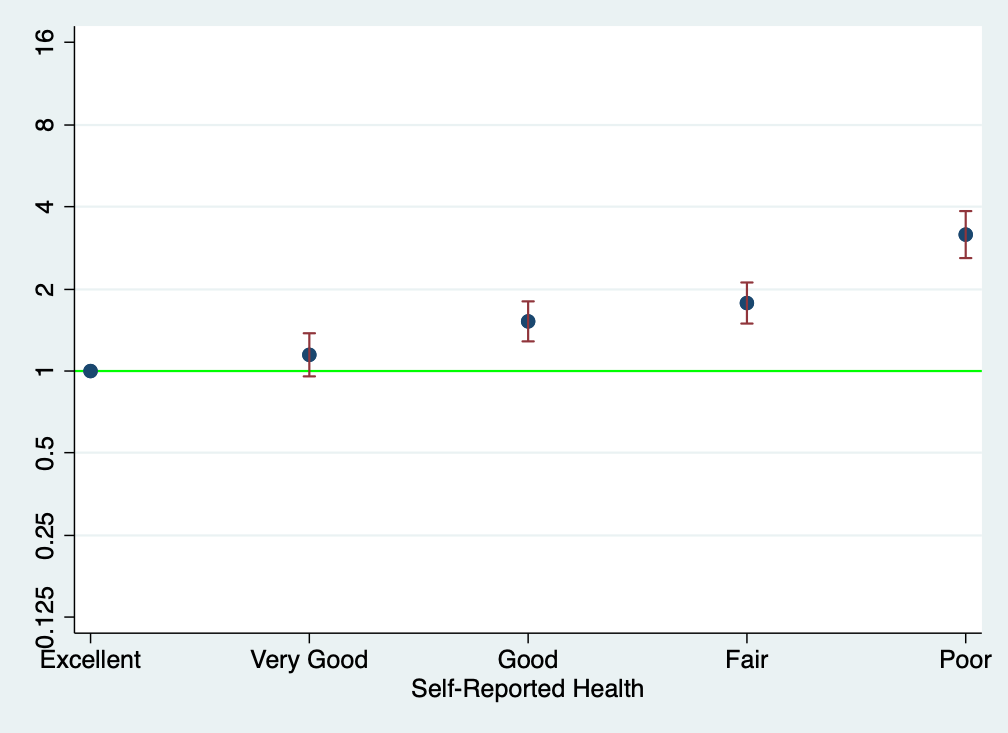 16
8
4
2
1
0.5
0.25
0.125
Excellent
Very Good
Good
Fair
Poor
Self-Reported Health